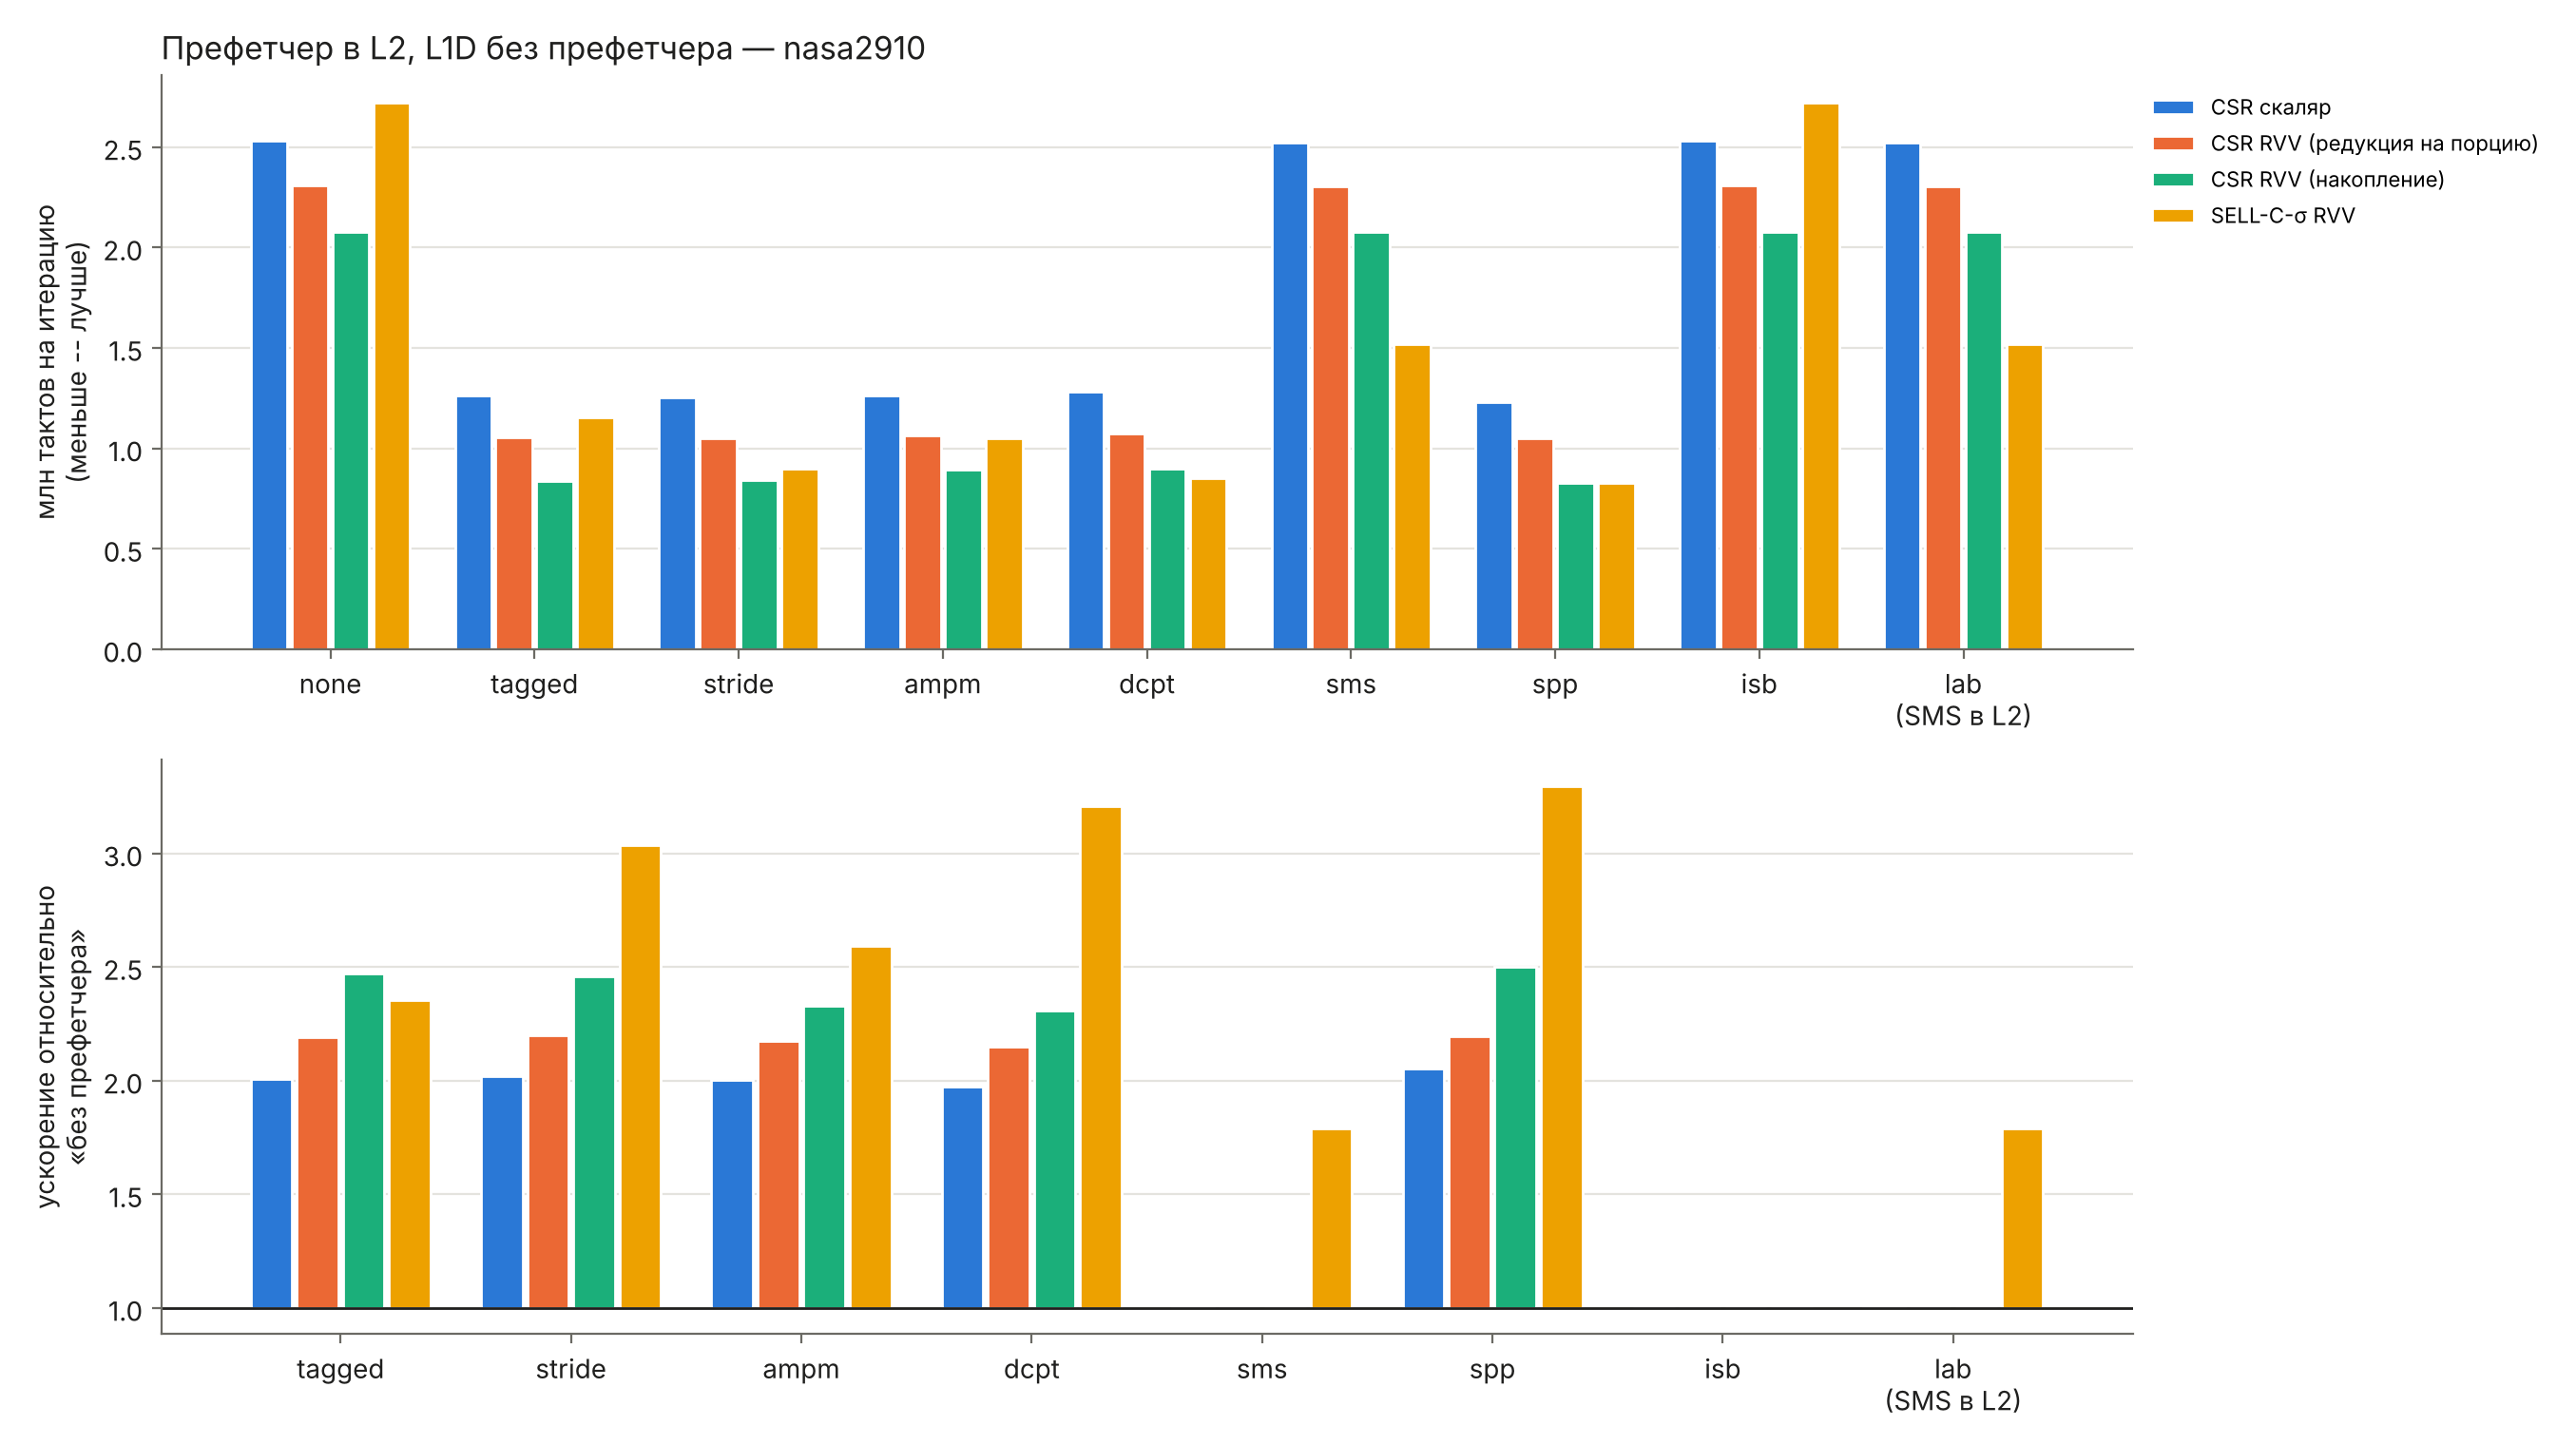 Префетчер в L2, L1D без префетчера — nasa2910
млн тактов на итерацию
(меньше -- лучше)
2.5
2.0
1.5
1.0
0.5
0.0
none
tagged
stride
ampm
dcpt
sms
spp
isb
lab
(SMS в L2)
CSR скаляр
CSR RVV (редукция на порцию)
CSR RVV (накопление)
SELL-C-σ RVV
ускорение относительно
«без префетчера»
3.0
2.5
2.0
1.5
1.0
tagged
stride
ampm
dcpt
sms
spp
isb
lab
(SMS в L2)